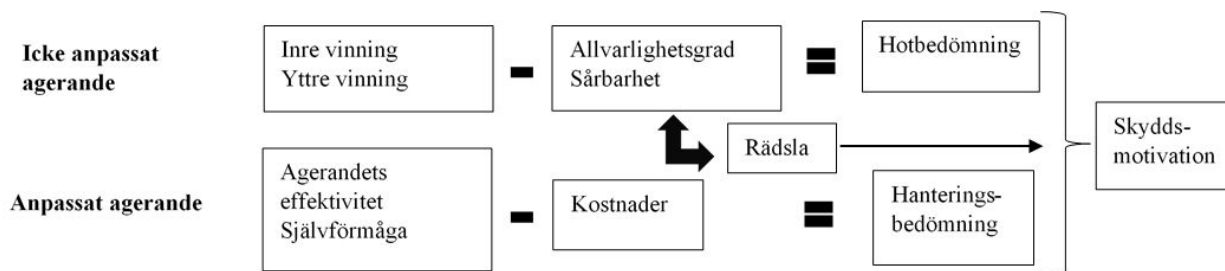 Icke anpassat
agerande
Inre vinning
Yttre vinning
-
Allvarlighetsgrad
Sårbarhet
=
Hotbedömning
Rädsla
Skydds-
motivation
Anpassat agerande
Agerandets
effektivitet
Självförmåga
-
Kostnader
=
Hanterings-
bedömning